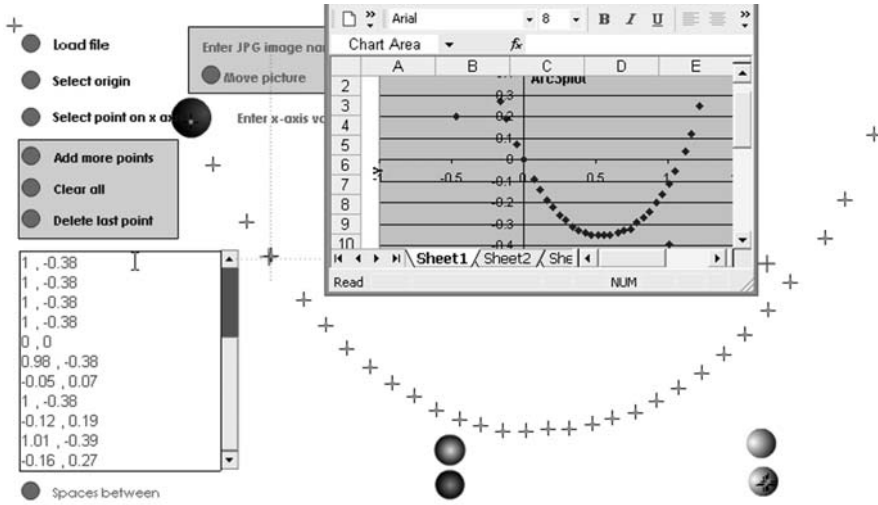 Load file
Select origin
Select point on x ax
Add more points
Clear all
Delete last point
1 , -0.38
1 , -0.38
1 , -0.38
1 , -0.38
0 , 0
0.98 , -0.38
-0.05 , 0.07
1 , -0.38
-0.12 , 0.19
1.01 , -0.39
-0.16 , 0.27
Spaces between
Enter JPG image na
Move picture
Enter x-axis va
Arial 8 B I U
Chart Area fx
A B C D E
2
3
4
5
6
7
8
9
10
Arc3plot
0.3
0.2
0.1
0
-0.1
-0.2
-0.3
-0.4
-0.5 0 0.5 1
Sheet1 Sheet2 She
Read NUM